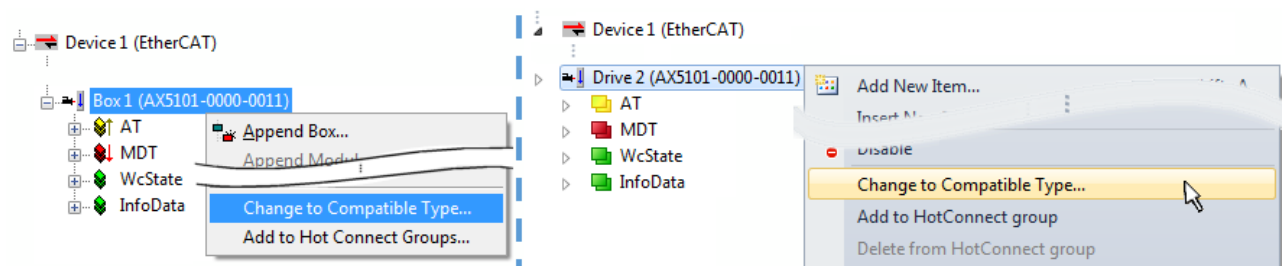 Device 1 (EtherCAT)
Box 1 (AX5101-0000-0011)
AT
MDT
WcState
InfoData
Append Box...
Append Modul
Change to Compatible Type...
Add to Hot Connect Groups...
Device 1 (EtherCAT)
Drive 2 (AX5101-0000-0011)
AT
MDT
WcState
InfoData
Add New Item...
Insert
Disable
Change to Compatible Type...
Add to HotConnect group
Delete from HotConnect group